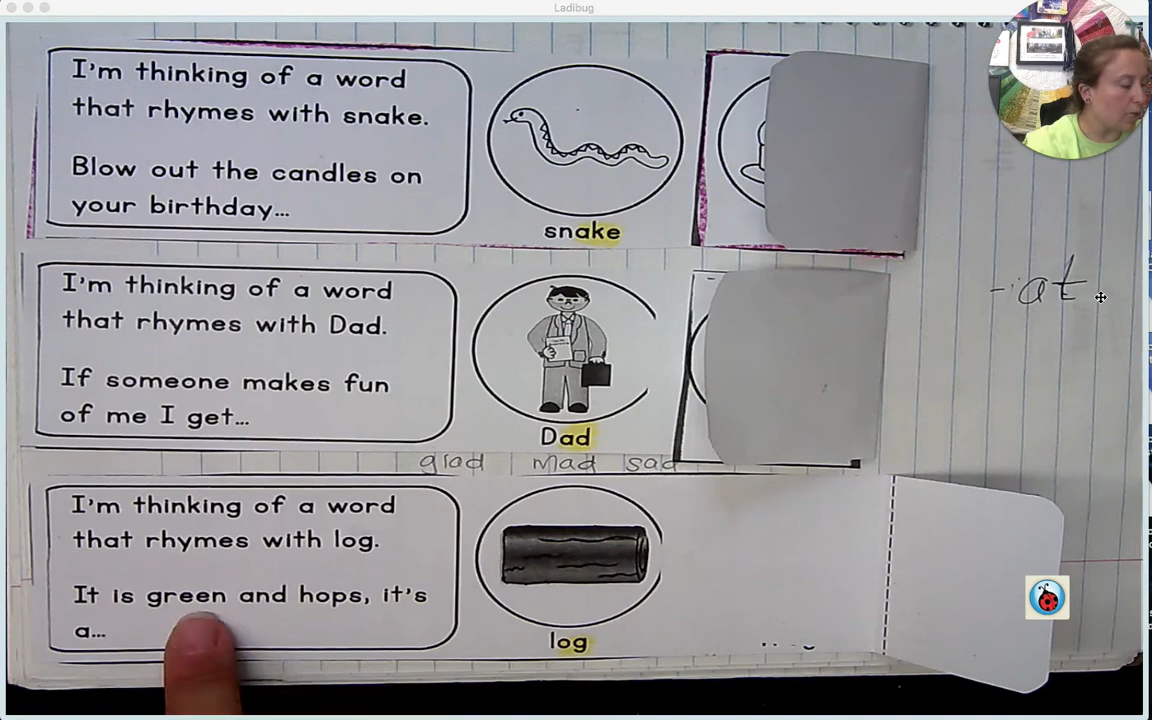 Ladibug
I'm thinking of a word
that rhymes with snake.
Blow out the candles on
your birthday...
snake
I'm thinking of a word
that rhymes with Dad.
If someone makes fun
of me I get...
Dad
-at
glad mad sad
I'm thinking of a word
that rhymes with log.
It is green and hops, it's
a...
log